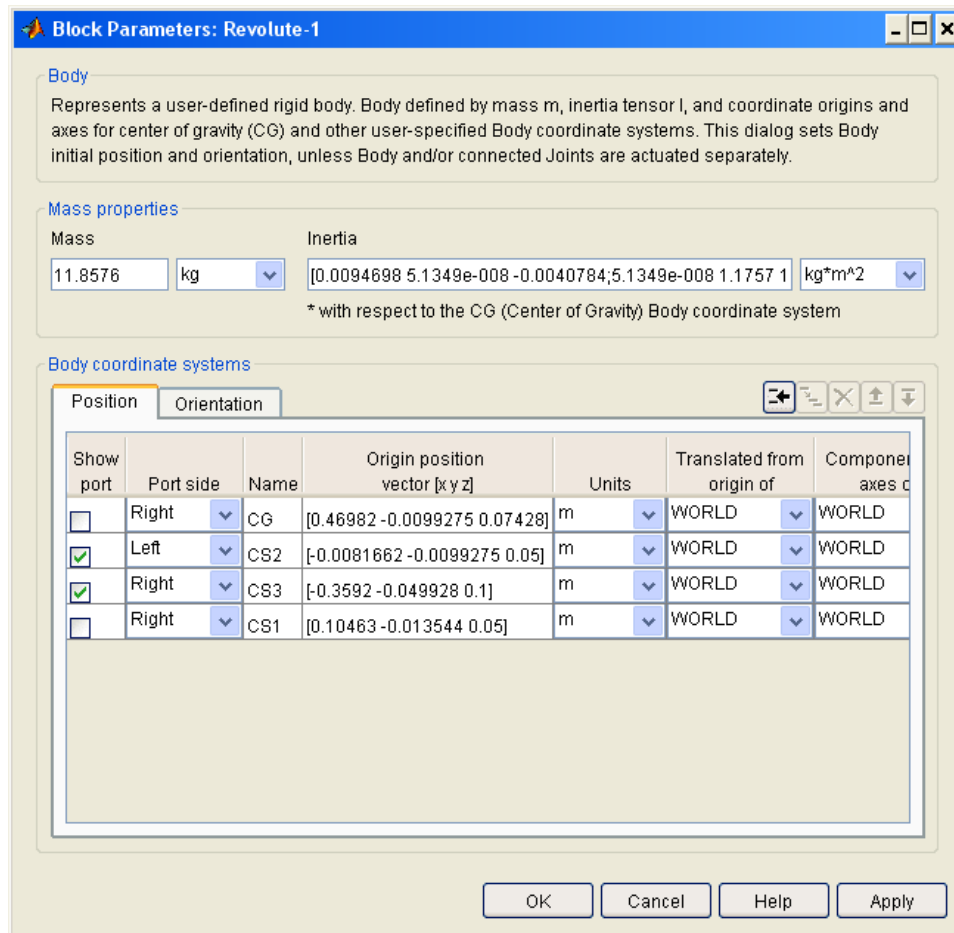 Block Parameters: Revolute-1
Body
Represents a user-defined rigid body. Body defined by mass m, inertia tensor I, and coordinate origins and
axes for center of gravity (CG) and other user-specified Body coordinate systems. This dialog sets Body
initial position and orientation, unless Body and/or connected Joints are actuated separately.
Mass properties
Mass Inertia
11.8576 kg [0.0094698 5.1349e-008 -0.0040784;5.1349e-008 1.1757 1 kg*m^2
* with respect to the CG (Center of Gravity) Body coordinate system
Body coordinate systems
Position Orientation
Show Origin position Translated from Componen
port Port side Name vector [x y z] Units origin of axes o
Right CG [0.46982 -0.0099275 0.07428] m WORLD WORLD
Left CS2 [-0.0081662 -0.0099275 0.05] m WORLD WORLD
Right CS3 [-0.3592 -0.049928 0.1] m WORLD WORLD
Right CS1 [0.10463 -0.013544 0.05] m WORLD WORLD
OK Cancel Help Apply